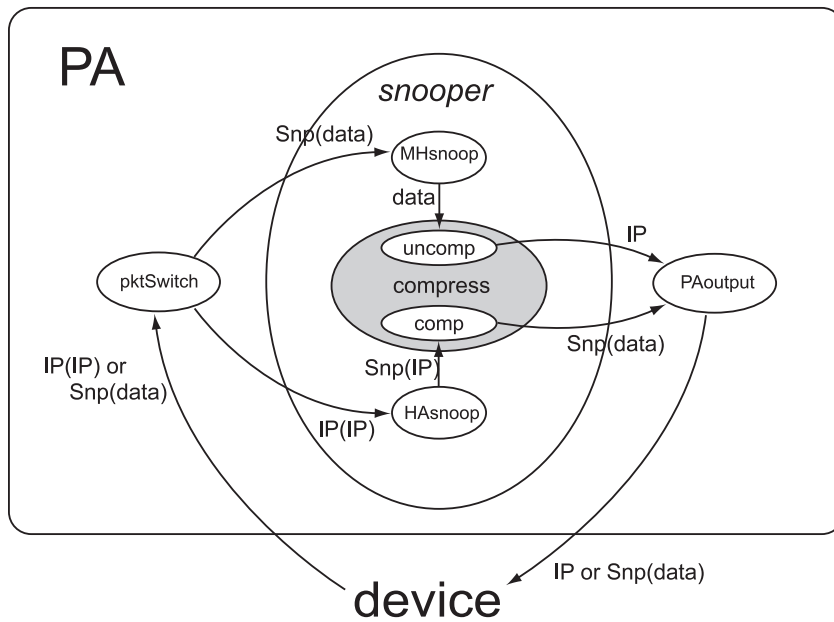 PA
snooper
Snp(data)
MHsnoop
data
uncomp
IP
pktSwitch
compress
PAoutput
comp
Snp(data)
IP(IP) or
Snp(data)
Snp(IP)
IP(IP)
HAsnoop
IP or Snp(data)
device